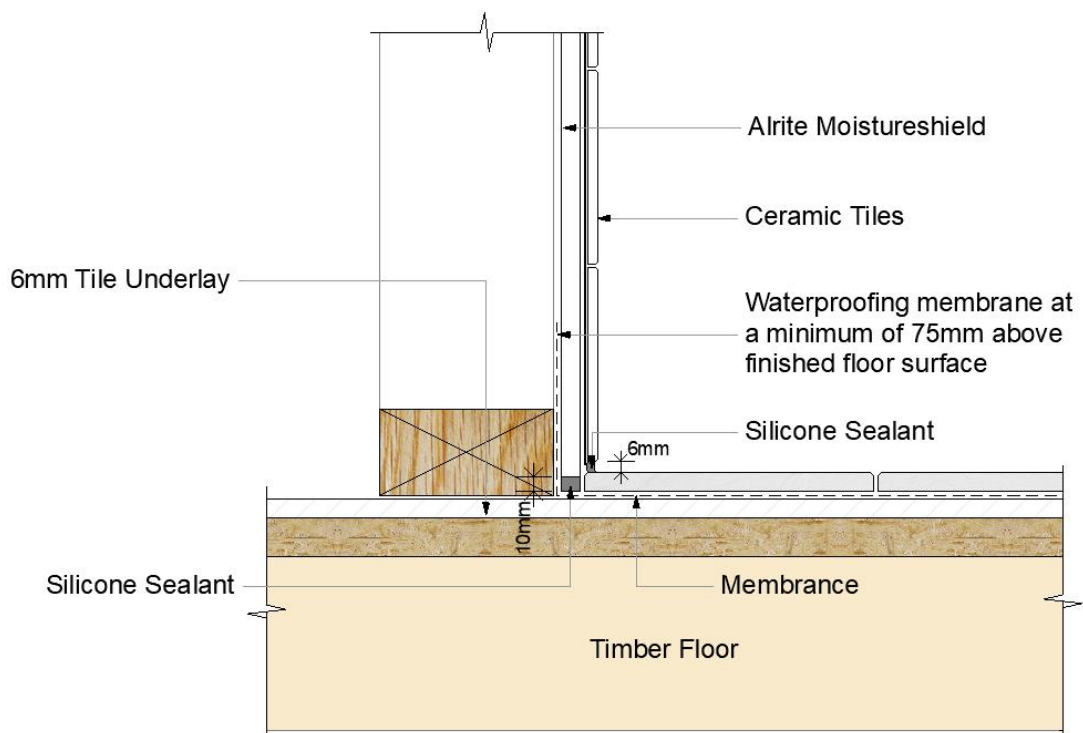 Alrite Moistureshield
Ceramic Tiles
6mm Tile Underlay
Waterproofing membrane at
a minimum of 75mm above
finished floor surface
Silicone Sealant
6mm
10mm
Silicone Sealant
Membrance
Timber Floor